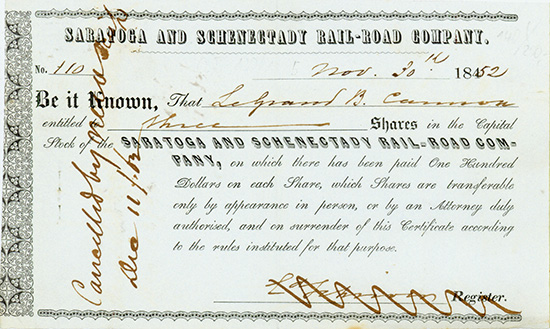 SARATOGA AND SCHENECTADY RAIL-ROAD COMPANY.
No. 110
Nov. 30th 1852
Be it Known, That LeGrand B. Cannon
entitled three Shares in the Capital
Stock of the SARATOGA AND SCHENECTADY RAIL-ROAD COM-
PANY, on which there has been paid One Hundred
Dollars on each Share, which Shares are transferable
only by appearance in person, or by an Attorney duly
authorised, and on surrender of this Certificate according
to the rules instituted for that purpose.
Register.
Cancelled by
Dec 11/62